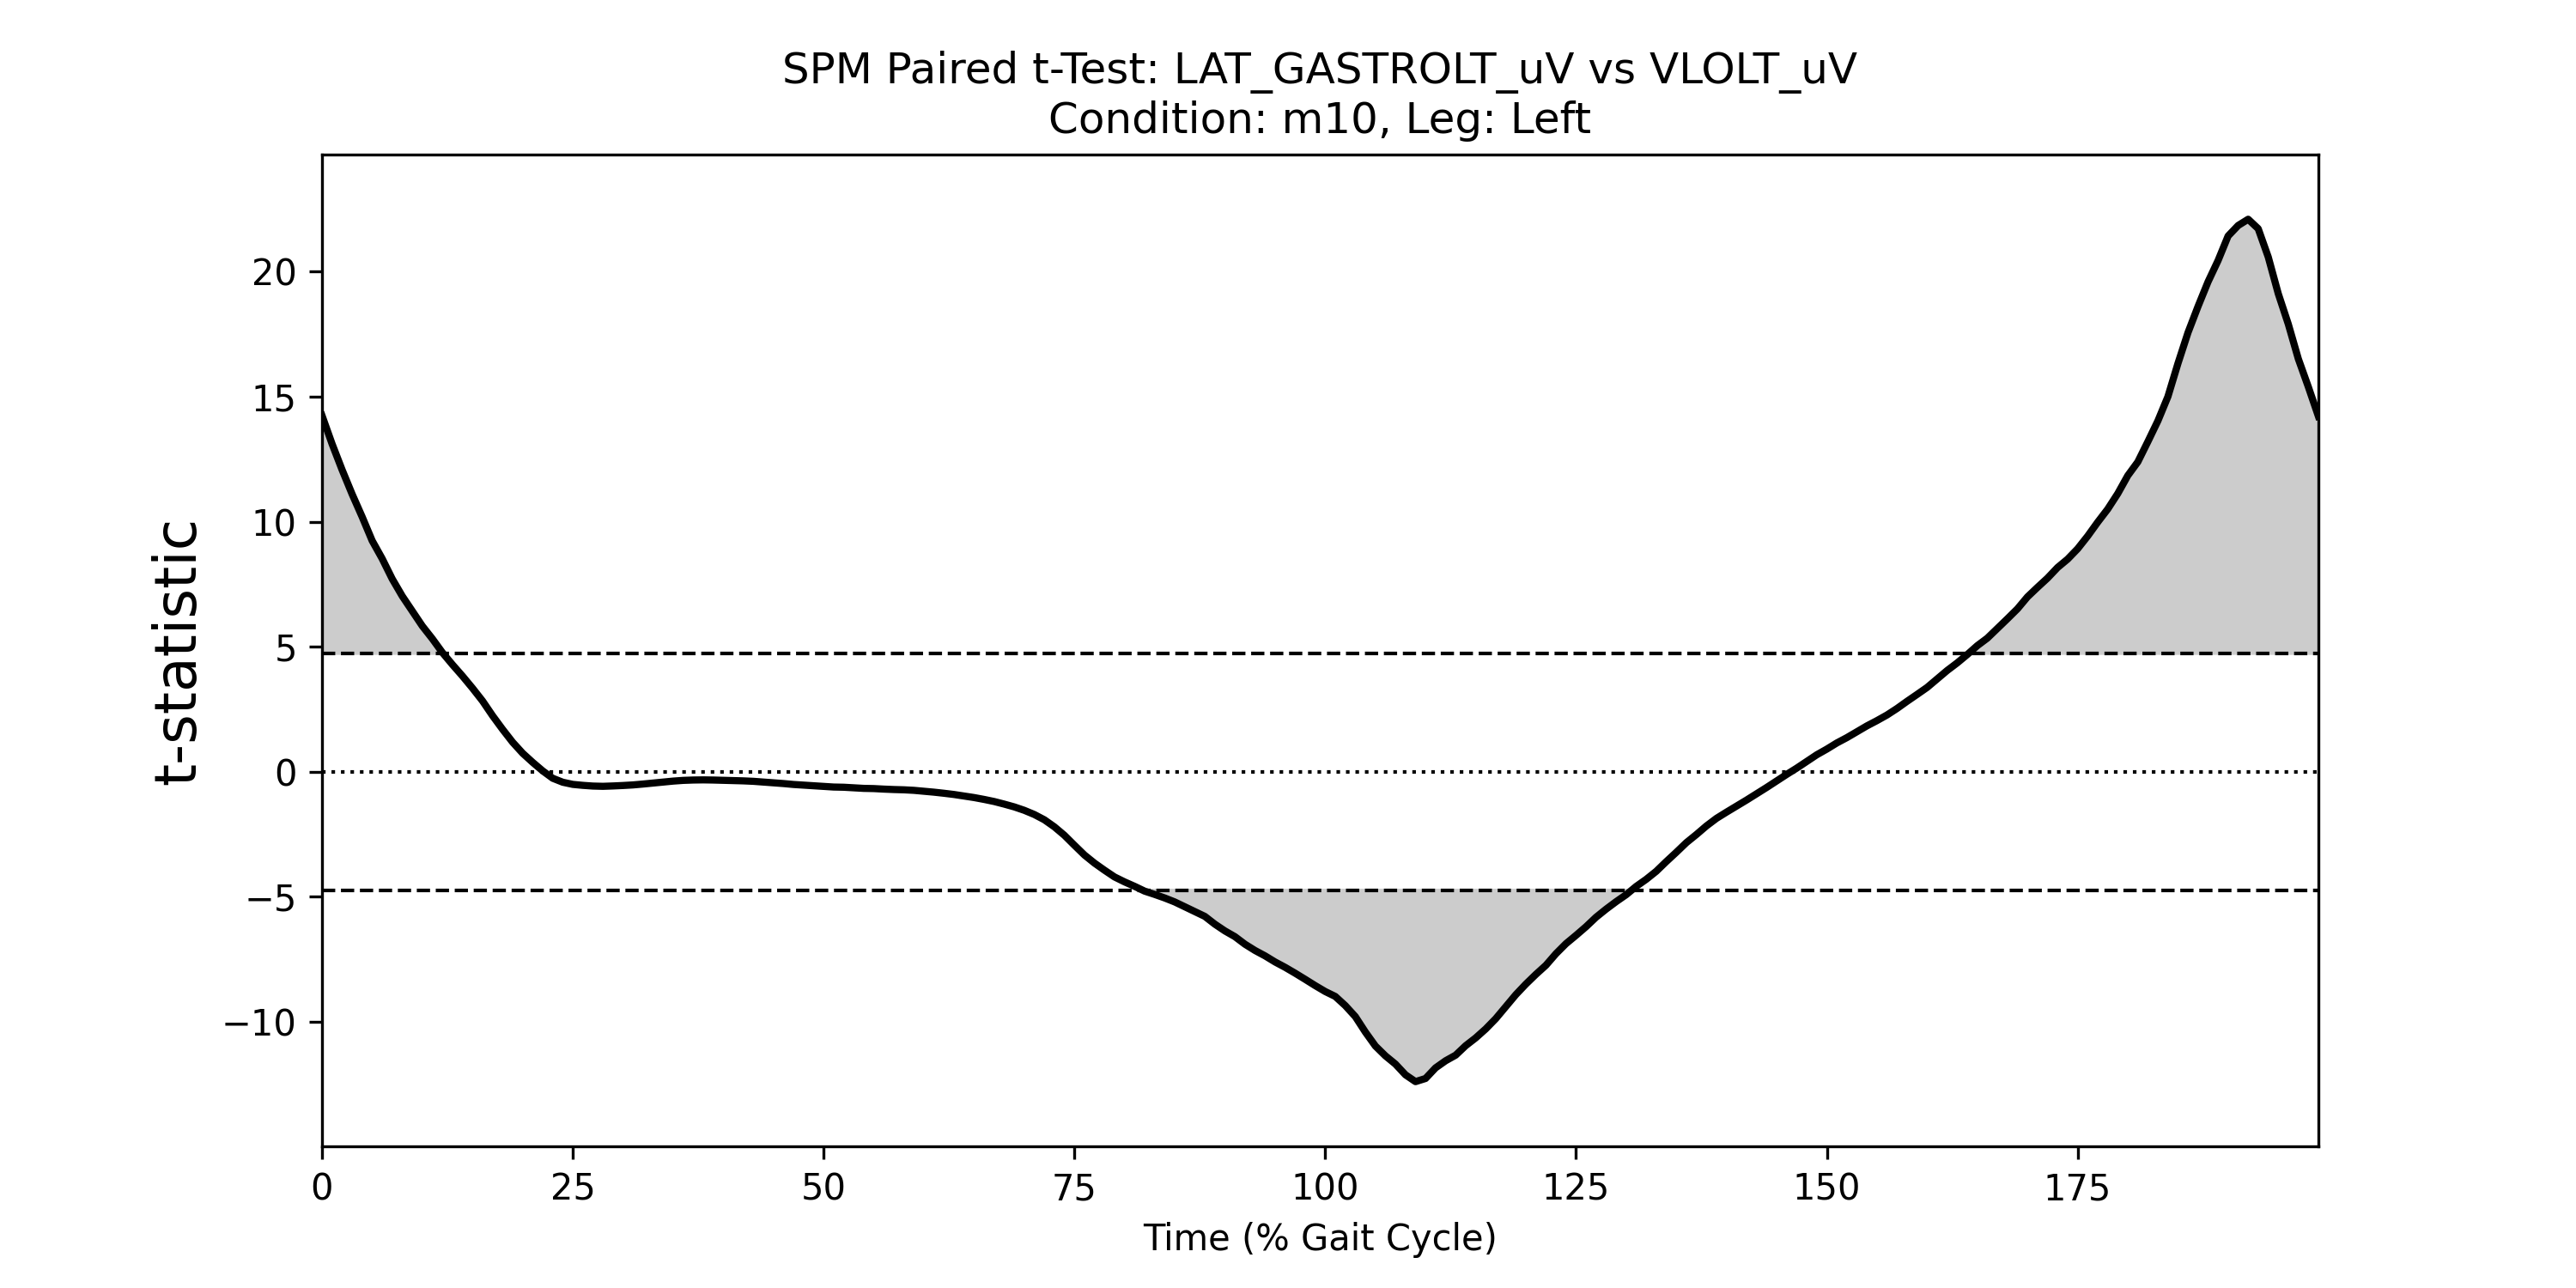 SPM Paired t-Test: LAT_GASTROLT_uV vs VLOLT_uV
Condition: m10, Leg: Left
t-statistic
20
15
10
5
0
−5
−10
0 25 50 75 100 125 150 175
Time (% Gait Cycle)